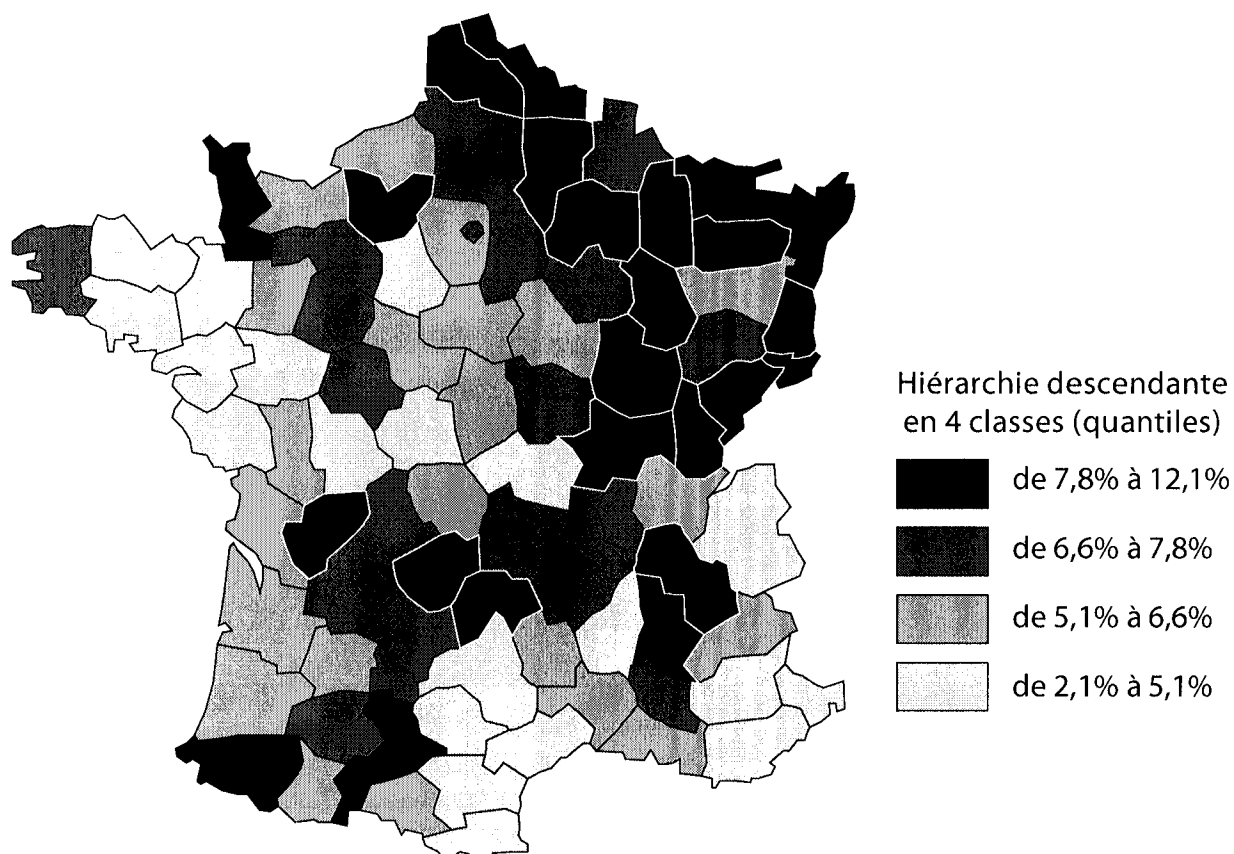 Hiérarchie descendante
en 4 classes (quantiles)
de 7,8% à 12,1%
de 6,6% à 7,8%
de 5,1% à 6,6%
de 2,1% à 5,1%